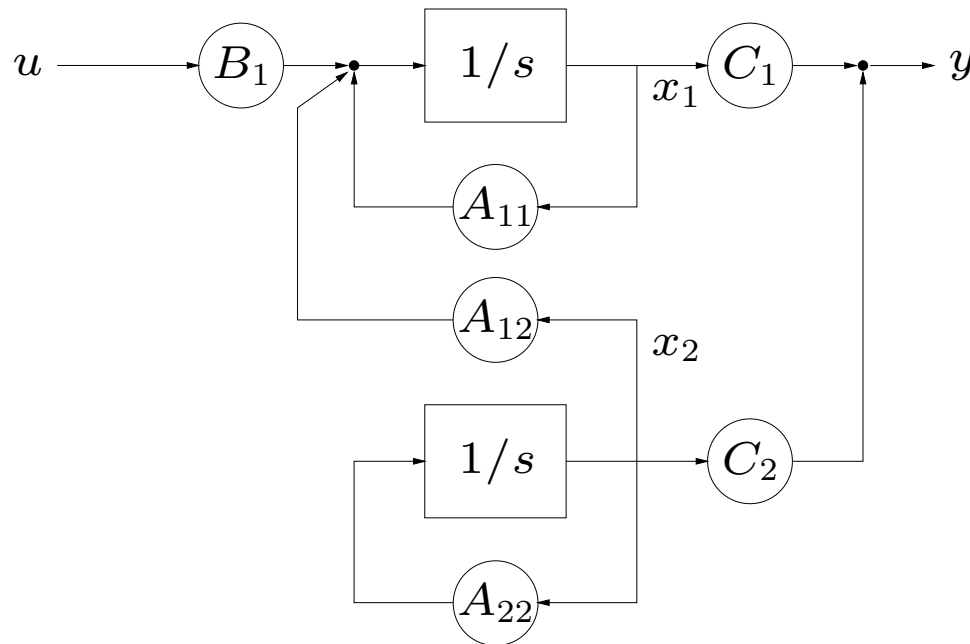 u B₁ 1/s C₁ y
x₁
A₁₁
A₁₂
x₂
1/s C₂
A₂₂